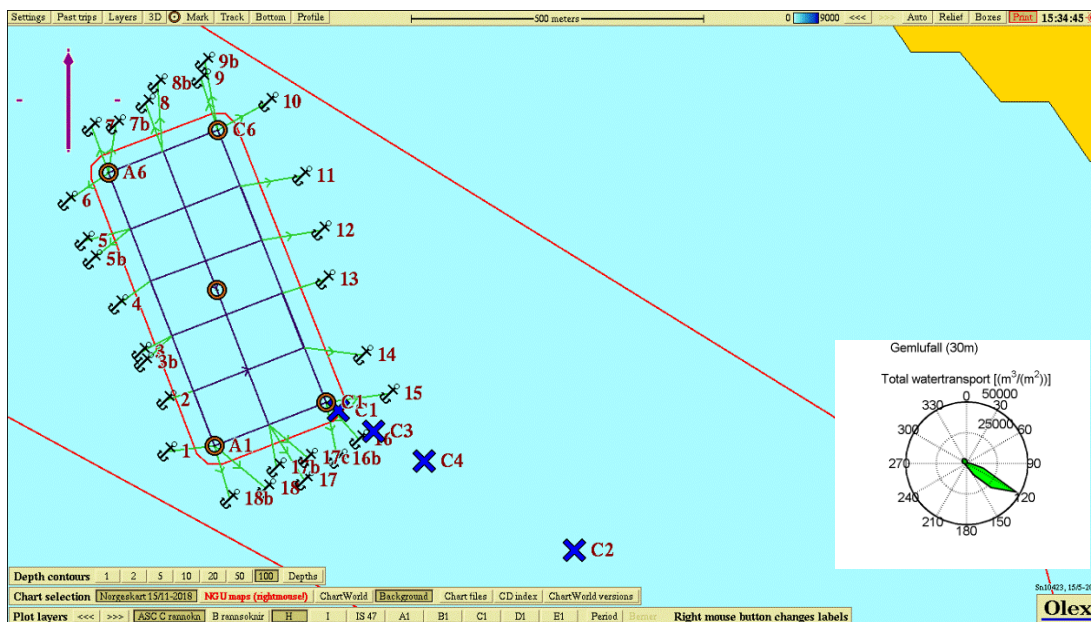 Settings Past trips Layers 3D Mark Track Bottom Profile 500 meters 0 9000 <<< >>> Auto Relief Boxes Print 15:34:45
9b
8b 9
8 10
7 7b
C6
A6 11
6
5 12
5b
13
4
3 14
3b
15
2 C1
C1
C3 16
1 A1
17c 16b C4
17b
18 17
18b
C2
Gemlufall (30m)
Total watertransport [(m³/(m²))]
0 50000
330 30
25000
300 60
270 90
240 120
210 150
180
Depth contours 1 2 5 10 20 50 100 Depths
Chart selection Norgeskart 15/11-2018 NGU maps (rightmouse!) ChartWorld Background Chart files CD index ChartWorld versions
Plot layers <<< >>> ASC C rannokn B rannsoknir H I IS 47 A1 B1 C1 D1 E1 Period Right mouse button changes labels
Olex